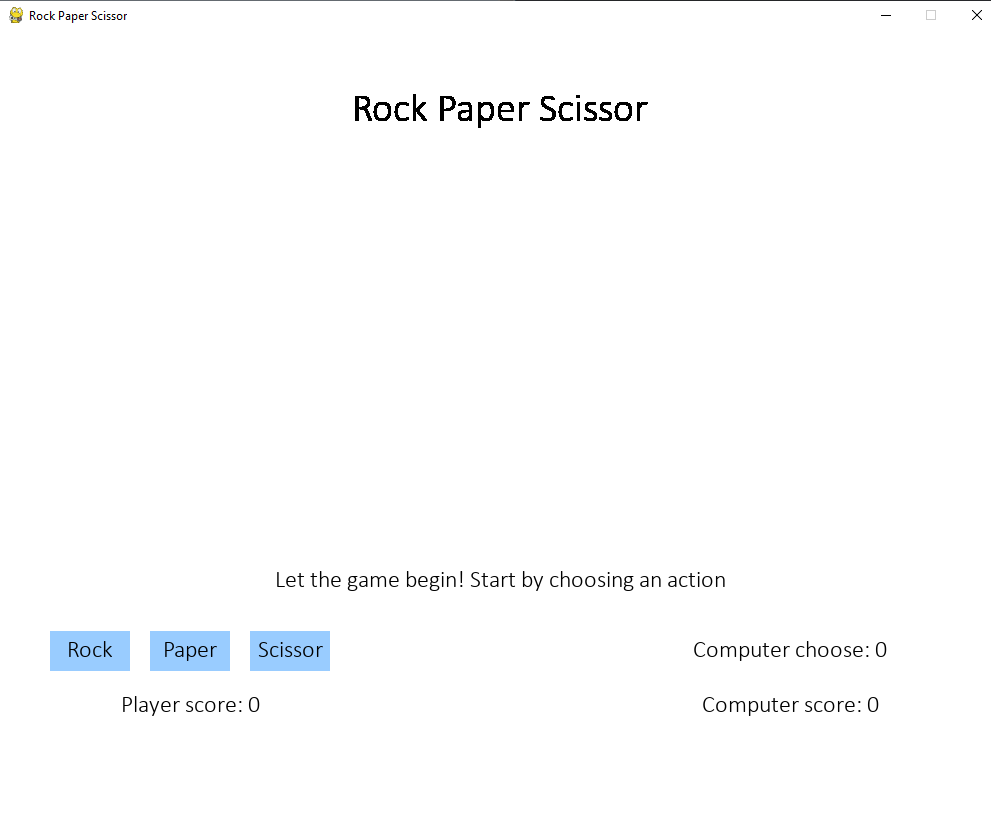 Rock Paper Scissor
Rock Paper Scissor
Let the game begin! Start by choosing an action
Rock Paper Scissor Computer choose: 0
Player score: 0 Computer score: 0